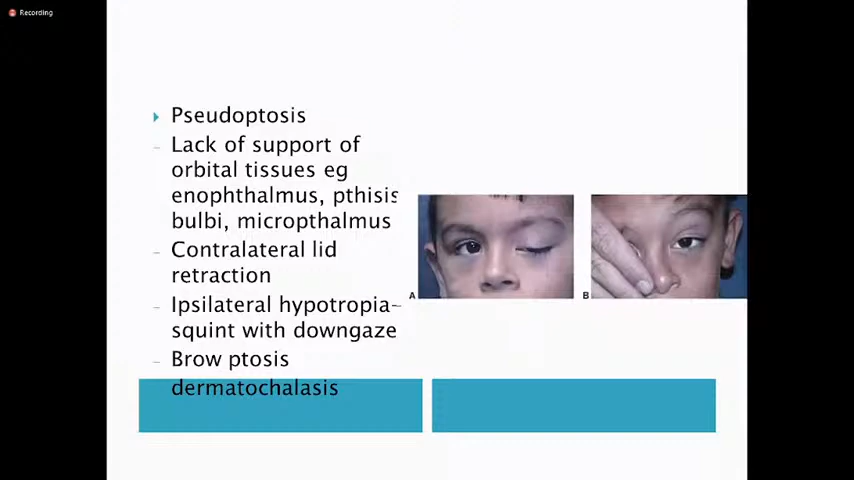 Recording
Pseudoptosis
- Lack of support of
orbital tissues eg
enophthalmus, pthisis
bulbi, micropthalmus
- Contralateral lid
retraction
- Ipsilateral hypotropia-
squint with downgaze
- Brow ptosis
dermatochalasis
A
B